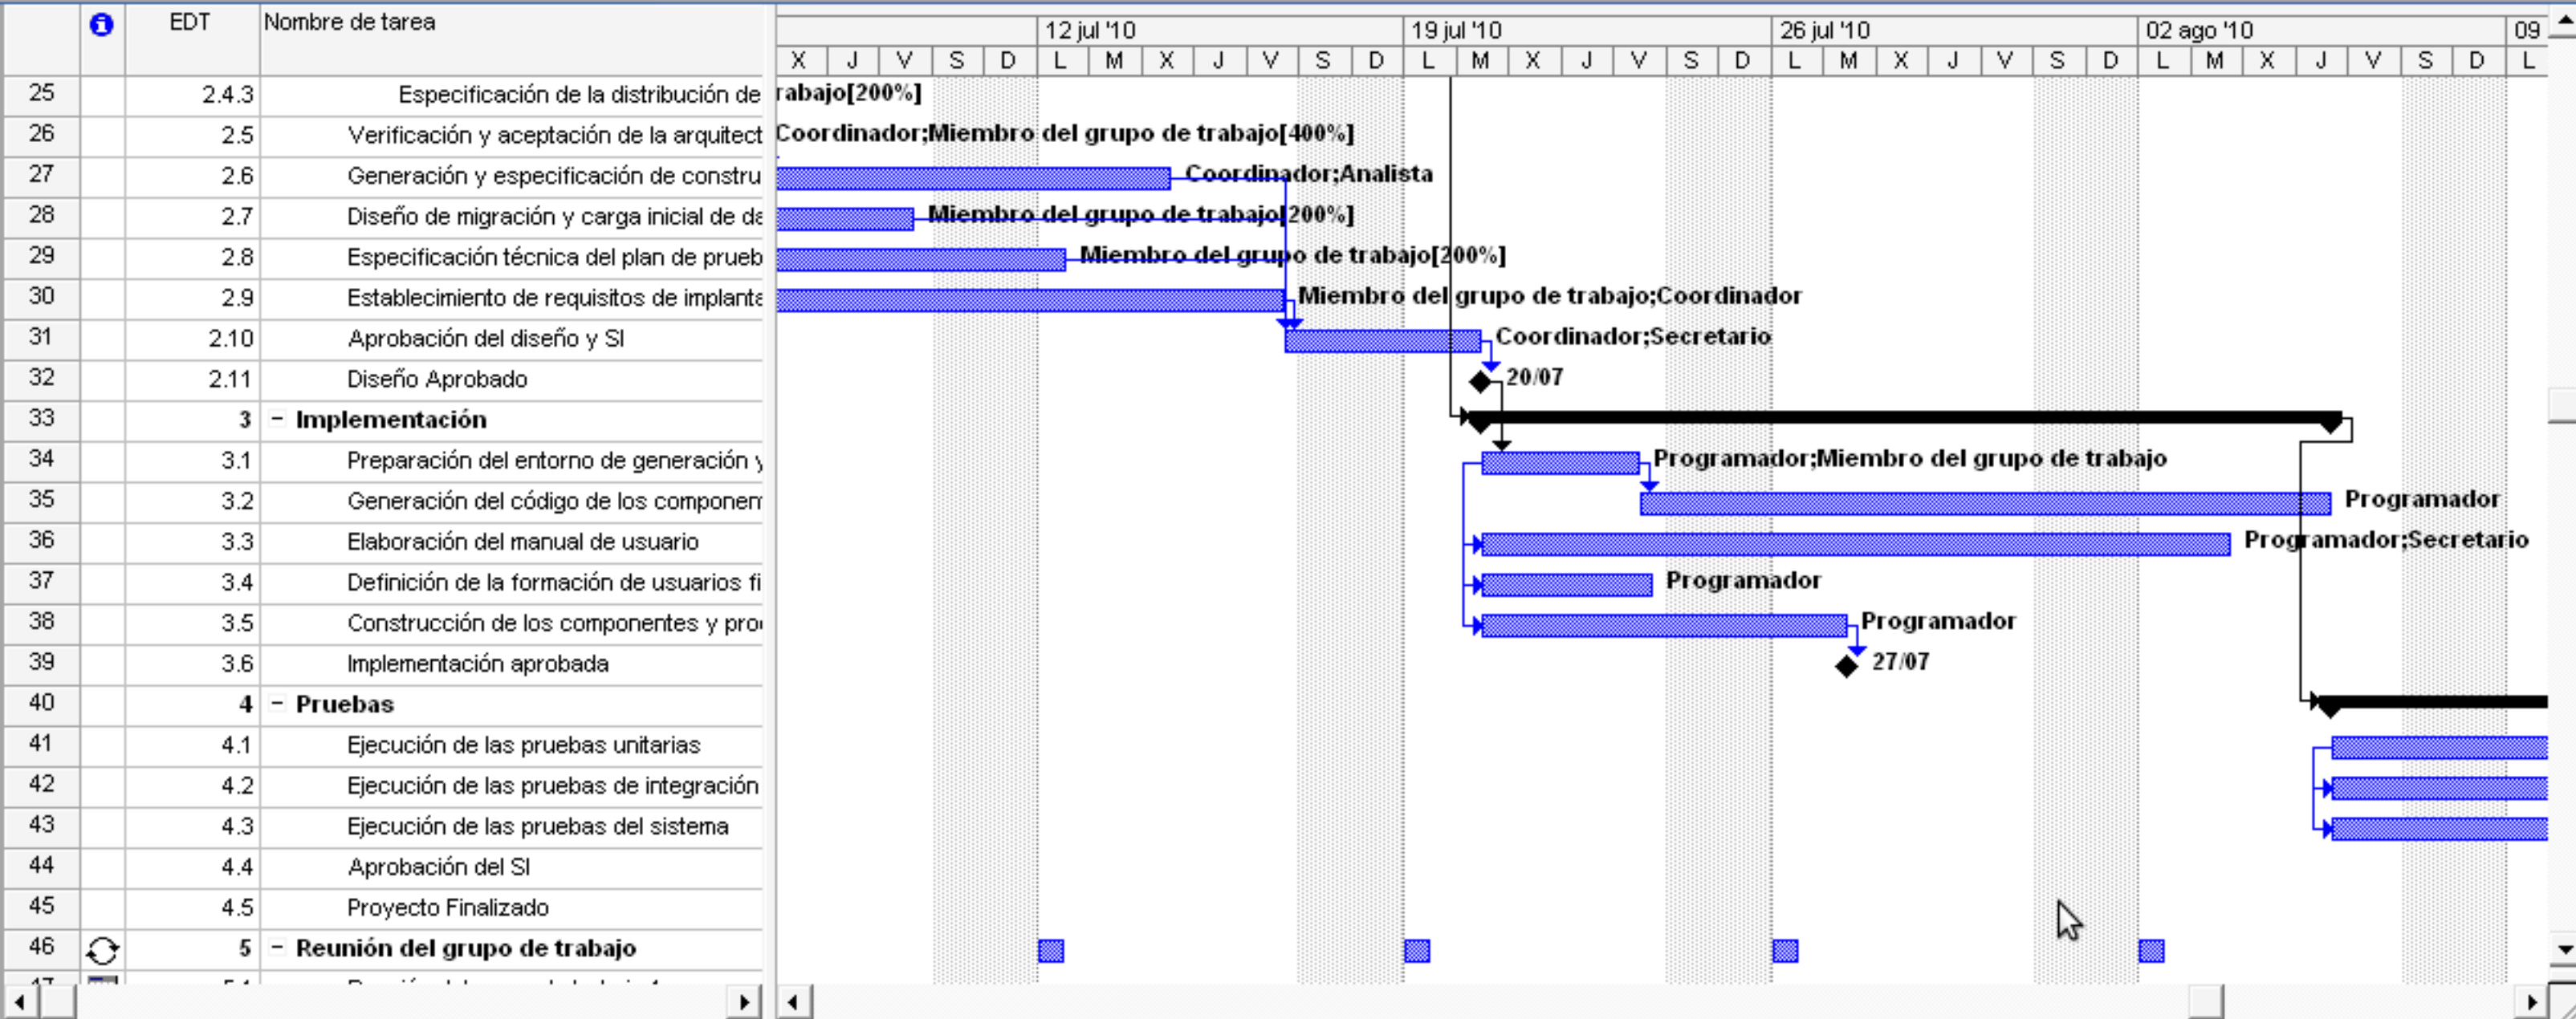 EDT Nombre de tarea
12 jul '10 19 jul '10 26 jul '10 02 ago '10 09
X J V S D L M X J V S D L M X J V S D L M X J V S D L M X J V S D L
25 2.4.3 Especificación de la distribución de rabajo[200%]
26 2.5 Verificación y aceptación de la arquitect Coordinador;Miembro del grupo de trabajo[400%]
27 2.6 Generación y especificación de constru Coordinador;Analista
28 2.7 Diseño de migración y carga inicial de da Miembro del grupo de trabajo[200%]
29 2.8 Especificación técnica del plan de prueb Miembro del grupo de trabajo[200%]
30 2.9 Establecimiento de requisitos de implanta Miembro del grupo de trabajo;Coordinador
31 2.10 Aprobación del diseño y SI Coordinador;Secretario
32 2.11 Diseño Aprobado 20/07
33 3 − Implementación
34 3.1 Preparación del entorno de generación y Programador;Miembro del grupo de trabajo
35 3.2 Generación del código de los componen Programador
36 3.3 Elaboración del manual de usuario Programador;Secretario
37 3.4 Definición de la formación de usuarios fi Programador
38 3.5 Construcción de los componentes y pro Programador
39 3.6 Implementación aprobada 27/07
40 4 − Pruebas
41 4.1 Ejecución de las pruebas unitarias
42 4.2 Ejecución de las pruebas de integración
43 4.3 Ejecución de las pruebas del sistema
44 4.4 Aprobación del SI
45 4.5 Proyecto Finalizado
46 5 − Reunión del grupo de trabajo